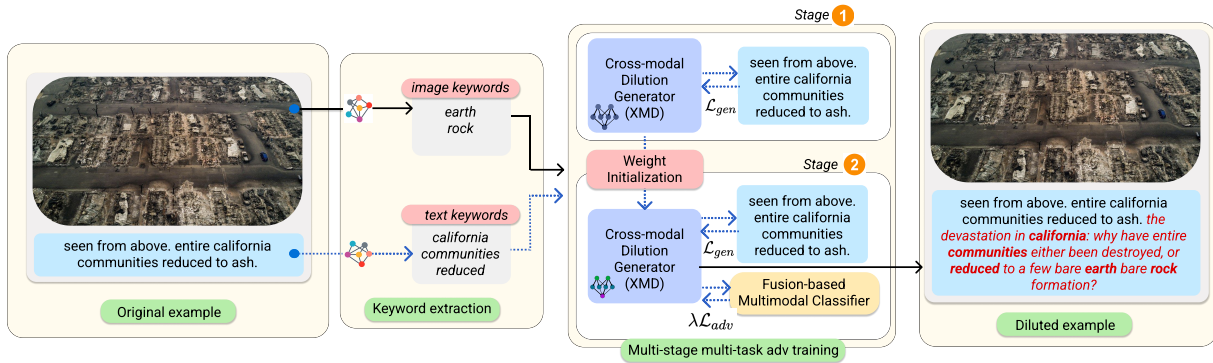 seen from above. entire california
communities reduced to ash.
Original example
image keywords
earth
rock
text keywords
california
communities
reduced
Keyword extraction
Stage 1
Cross-modal
Dilution
Generator
(XMD)
ℒgen
seen from above.
entire california
communities
reduced to ash.
Weight
Initialization
Stage 2
Cross-modal
Dilution
Generator
(XMD)
ℒgen
seen from above.
entire california
communities
reduced to ash.
λℒadv
Fusion-based
Multimodal Classifier
Multi-stage multi-task adv training
seen from above. entire california
communities reduced to ash. the
devastation in california: why have entire
communities either been destroyed, or
reduced to a few bare earth bare rock
formation?
Diluted example